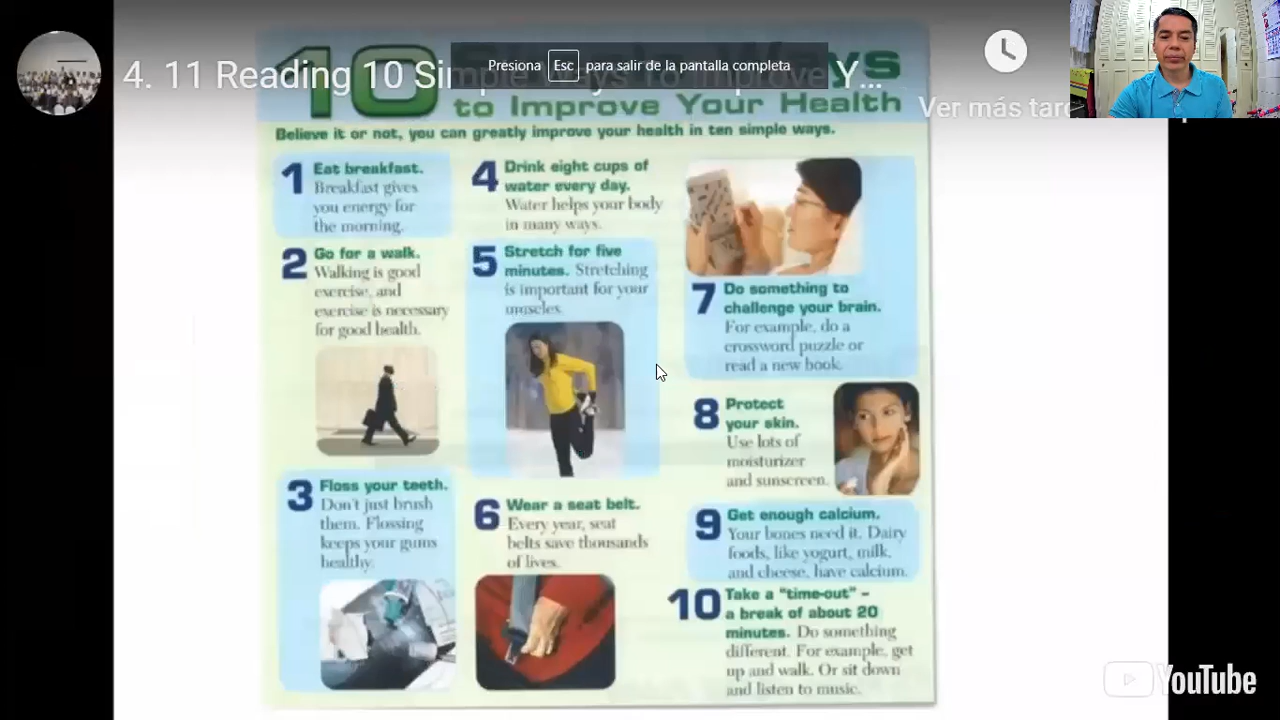 Presiona Esc para salir de la pantalla completa
4. 11 Reading 10 Simple Ways to Improve Y...
Ver más tar
10 Simple Ways
to Improve Your Health
Believe it or not, you can greatly improve your health in ten simple ways.
1 Eat breakfast.
Breakfast gives
you energy for
the morning.
2 Go for a walk.
Walking is good
exercise, and
exercise is necessary
for good health.
3 Floss your teeth.
Don't just brush
them. Flossing
keeps your gums
healthy.
4 Drink eight cups of
water every day.
Water helps your body
in many ways.
5 Stretch for five
minutes. Stretching
is important for your
muscles.
6 Wear a seat belt.
Every year, seat
belts save thousands
of lives.
7 Do something to
challenge your brain.
For example, do a
crossword puzzle or
read a new book.
8 Protect
your skin.
Use lots of
moisturizer
and sunscreen.
9 Get enough calcium.
Your bones need it. Dairy
foods, like yogurt, milk,
and cheese, have calcium.
10 Take a “time-out” –
a break of about 20
minutes. Do something
different. For example, get
up and walk. Or sit down
and listen to music.
YouTube